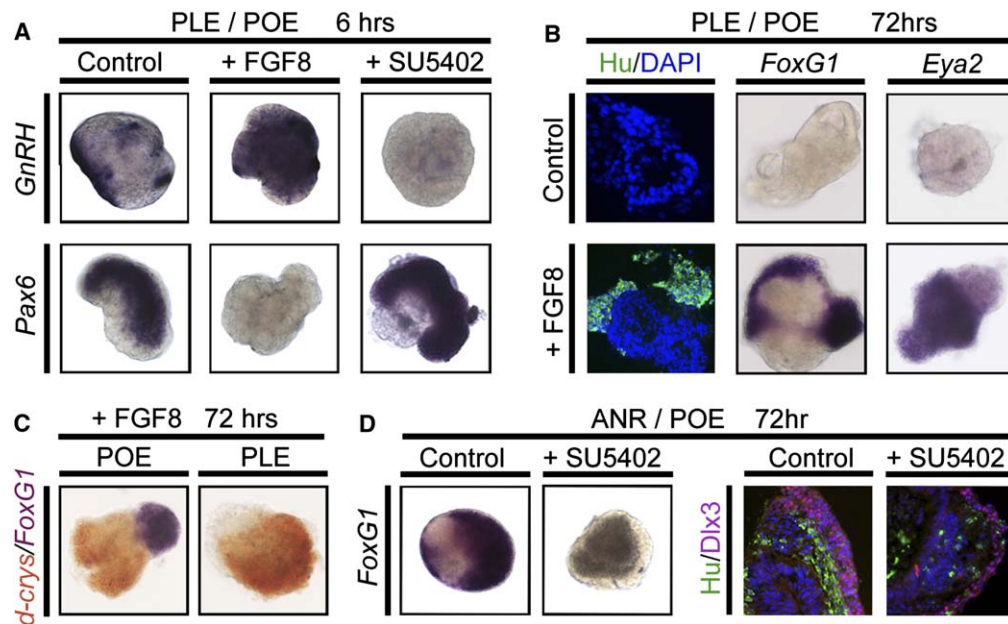 A
PLE / POE 6 hrs
Control + FGF8 + SU5402
GnRH
Pax6
B
PLE / POE 72hrs
Hu/DAPI FoxG1 Eya2
Control
+ FGF8
C
+ FGF8 72 hrs
POE PLE
d-crys/FoxG1
D
ANR / POE 72hr
Control + SU5402 Control + SU5402
FoxG1
Hu/Dlx3